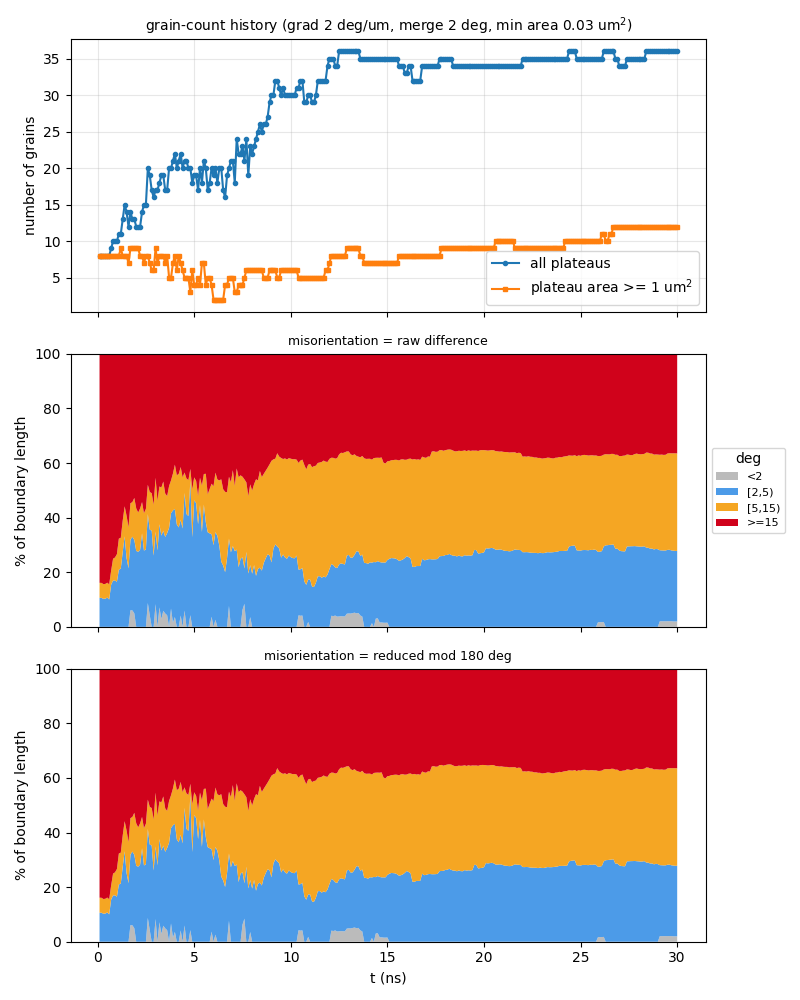 grain-count history (grad 2 deg/um, merge 2 deg, min area 0.03 um²)
number of grains
35
30
25
20
15
10
5
all plateaus
plateau area >= 1 um²
misorientation = raw difference
% of boundary length
100
80
60
40
20
0
deg
<2
[2,5)
[5,15)
>=15
misorientation = reduced mod 180 deg
% of boundary length
100
80
60
40
20
0
0 5 10 15 20 25 30
t (ns)